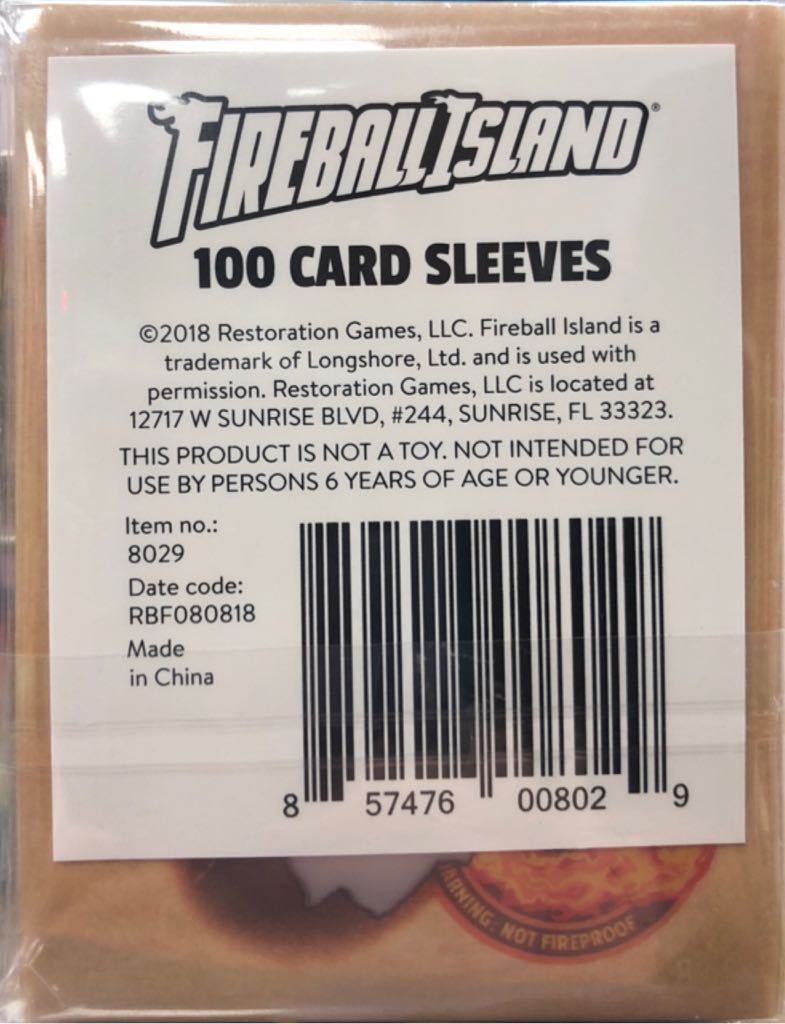 FIREBALL ISLAND®
100 CARD SLEEVES
©2018 Restoration Games, LLC. Fireball Island is a
trademark of Longshore, Ltd. and is used with
permission. Restoration Games, LLC is located at
12717 W SUNRISE BLVD, #244, SUNRISE, FL 33323.
THIS PRODUCT IS NOT A TOY. NOT INTENDED FOR
USE BY PERSONS 6 YEARS OF AGE OR YOUNGER.
Item no.:
8029
Date code:
RBF080818
Made
in China
8 57476 00802 9
ARNING: NOT FIREPROOF